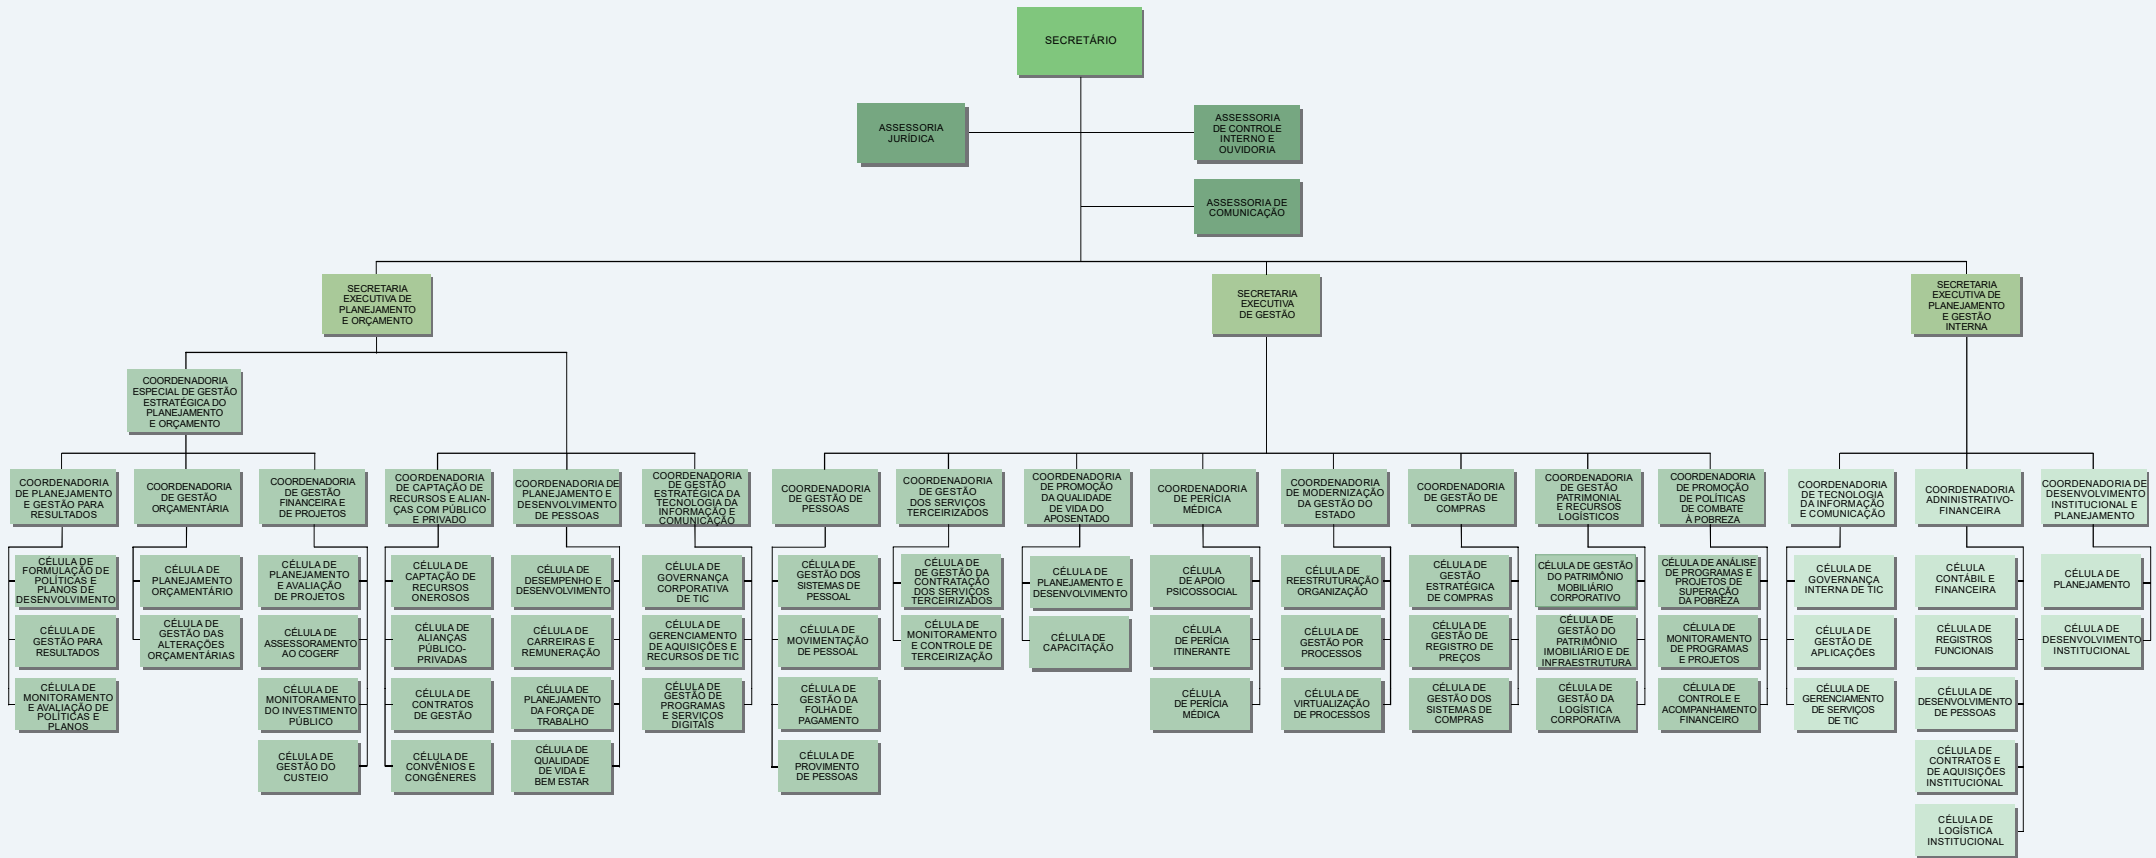 SECRETÁRIO
ASSESSORIA
JURÍDICA
ASSESSORIA
DE CONTROLE
INTERNO E
OUVIDORIA
ASSESSORIA DE
COMUNICAÇÃO
SECRETARIA
EXECUTIVA DE
PLANEJAMENTO
E ORÇAMENTO
SECRETARIA
EXECUTIVA
DE GESTÃO
SECRETARIA
EXECUTIVA DE
PLANEJAMENTO
E GESTÃO
INTERNA
COORDENADORIA
ESPECIAL DE GESTÃO
ESTRATÉGICA DO
PLANEJAMENTO
E ORÇAMENTO
COORDENADORIA
DE PLANEJAMENTO
E GESTÃO PARA
RESULTADOS
COORDENADORIA
DE GESTÃO
ORÇAMENTÁRIA
COORDENADORIA
DE GESTÃO
FINANCEIRA E
DE PROJETOS
COORDENADORIA
DE CAPTAÇÃO DE
RECURSOS E ALIAN-
ÇAS COM PÚBLICO
E PRIVADO
COORDENADORIA DE
PLANEJAMENTO E
DESENVOLVIMENTO
DE PESSOAS
COORDENADORIA
DE GESTÃO
ESTRATÉGICA DA
TECNOLOGIA DA
INFORMAÇÃO E
COMUNICAÇÃO
COORDENADORIA
DE GESTÃO DE
PESSOAS
COORDENADORIA
DE GESTÃO
DOS SERVIÇOS
TERCEIRIZADOS
COORDENADORIA
DE PROMOÇÃO
DA QUALIDADE
DE VIDA DO
APOSENTADO
COORDENADORIA
DE PERÍCIA
MÉDICA
COORDENADORIA
DE MODERNIZAÇÃO
DA GESTÃO DO
ESTADO
COORDENADORIA
DE GESTÃO DE
COMPRAS
COORDENADORIA
DE GESTÃO
PATRIMONIAL
E RECURSOS
LOGÍSTICOS
COORDENADORIA
DE PROMOÇÃO
DE POLÍTICAS
DE COMBATE
À POBREZA
COORDENADORIA
DE TECNOLOGIA
DA INFORMAÇÃO
E COMUNICAÇÃO
COORDENADORIA
ADMINISTRATIVO-
FINANCEIRA
COORDENADORIA DE
DESENVOLVIMENTO
INSTITUCIONAL E
PLANEJAMENTO
CÉLULA DE
FORMULAÇÃO DE
POLÍTICAS E
PLANOS DE
DESENVOLVIMENTO
CÉLULA DE
PLANEJAMENTO
ORÇAMENTÁRIO
CÉLULA DE
PLANEJAMENTO
E AVALIAÇÃO
DE PROJETOS
CÉLULA DE
CAPTAÇÃO DE
RECURSOS
ONEROSOS
CÉLULA DE
DESEMPENHO E
DESENVOLVIMENTO
CÉLULA DE
GOVERNANÇA
CORPORATIVA
DE TIC
CÉLULA DE
GESTÃO DOS
SISTEMAS DE
PESSOAL
CÉLULA DE
DE GESTÃO DA
CONTRATAÇÃO
DOS SERVIÇOS
TERCEIRIZADOS
CÉLULA DE
PLANEJAMENTO E
DESENVOLVIMENTO
CÉLULA
DE APOIO
PSICOSSOCIAL
CÉLULA DE
REESTRUTURAÇÃO
ORGANIZAÇÃO
CÉLULA DE
GESTÃO
ESTRATÉGICA
DE COMPRAS
CÉLULA DE GESTÃO
DO PATRIMÔNIO
MOBILIÁRIO
CORPORATIVO
CÉLULA DE ANÁLISE
DE PROGRAMAS E
PROJETOS DE
SUPERAÇÃO
DA POBREZA
CÉLULA DE
GOVERNANÇA
INTERNA DE TIC
CÉLULA
CONTÁBIL E
FINANCEIRA
CÉLULA DE
PLANEJAMENTO
CÉLULA DE
GESTÃO PARA
RESULTADOS
CÉLULA DE
GESTÃO DAS
ALTERAÇÕES
ORÇAMENTÁRIAS
CÉLULA DE
ASSESSORAMENTO
AO COGERF
CÉLULA DE
ALIANÇAS
PÚBLICO-
PRIVADAS
CÉLULA DE
CARREIRAS E
REMUNERAÇÃO
CÉLULA DE
GERENCIAMENTO
DE AQUISIÇÕES E
RECURSOS DE TIC
CÉLULA DE
MOVIMENTAÇÃO
DE PESSOAL
CÉLULA DE
MONITORAMENTO
E CONTROLE DE
TERCEIRIZAÇÃO
CÉLULA DE
CAPACITAÇÃO
CÉLULA
DE PERÍCIA
ITINERANTE
CÉLULA DE
GESTÃO POR
PROCESSOS
CÉLULA DE
GESTÃO DE
REGISTRO DE
PREÇOS
CÉLULA DE
GESTÃO DO
PATRIMÔNIO
IMOBILIÁRIO E DE
INFRAESTRUTURA
CÉLULA DE
MONITORAMENTO
DE PROGRAMAS
E PROJETOS
CÉLULA DE
GESTÃO DE
APLICAÇÕES
CÉLULA DE
REGISTROS
FUNCIONAIS
CÉLULA DE
DESENVOLVIMENTO
INSTITUCIONAL
CÉLULA DE
MONITORAMENTO
E AVALIAÇÃO DE
POLÍTICAS E
PLANOS
CÉLULA DE
MONITORAMENTO
DO INVESTIMENTO
PÚBLICO
CÉLULA DE
CONTRATOS
DE GESTÃO
CÉLULA DE
PLANEJAMENTO
DA FORÇA DE
TRABALHO
CÉLULA DE
GESTÃO DE
PROGRAMAS
E SERVIÇOS
DIGITAIS
CÉLULA DE
GESTÃO DA
FOLHA DE
PAGAMENTO
CÉLULA
DE PERÍCIA
MÉDICA
CÉLULA DE
VIRTUALIZAÇÃO
DE PROCESSOS
CÉLULA DE
GESTÃO DOS
SISTEMAS DE
COMPRAS
CÉLULA DE
GESTÃO DA
LOGÍSTICA
CORPORATIVA
CÉLULA DE
CONTROLE E
ACOMPANHAMENTO
FINANCEIRO
CÉLULA DE
GERENCIAMENTO
DE SERVIÇOS
DE TIC
CÉLULA DE
DESENVOLVIMENTO
DE PESSOAS
CÉLULA DE
GESTÃO DO
CUSTEIO
CÉLULA DE
CONVÊNIOS E
CONGÊNERES
CÉLULA DE
QUALIDADE
DE VIDA E
BEM ESTAR
CÉLULA DE
PROVIMENTO
DE PESSOAS
CÉLULA DE
CONTRATOS E
DE AQUISIÇÕES
INSTITUCIONAL
CÉLULA DE
LOGÍSTICA
INSTITUCIONAL